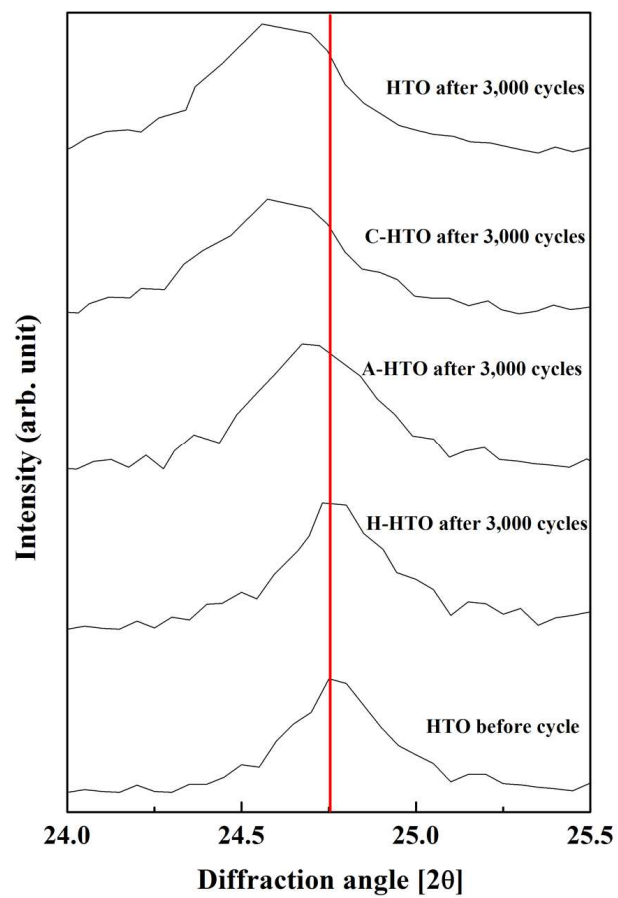 HTO after 3,000 cycles
C-HTO after 3,000 cycles
A-HTO after 3,000 cycles
H-HTO after 3,000 cycles
HTO before cycle
Intensity (arb. unit)
24.0 24.5 25.0 25.5
Diffraction angle [2θ]